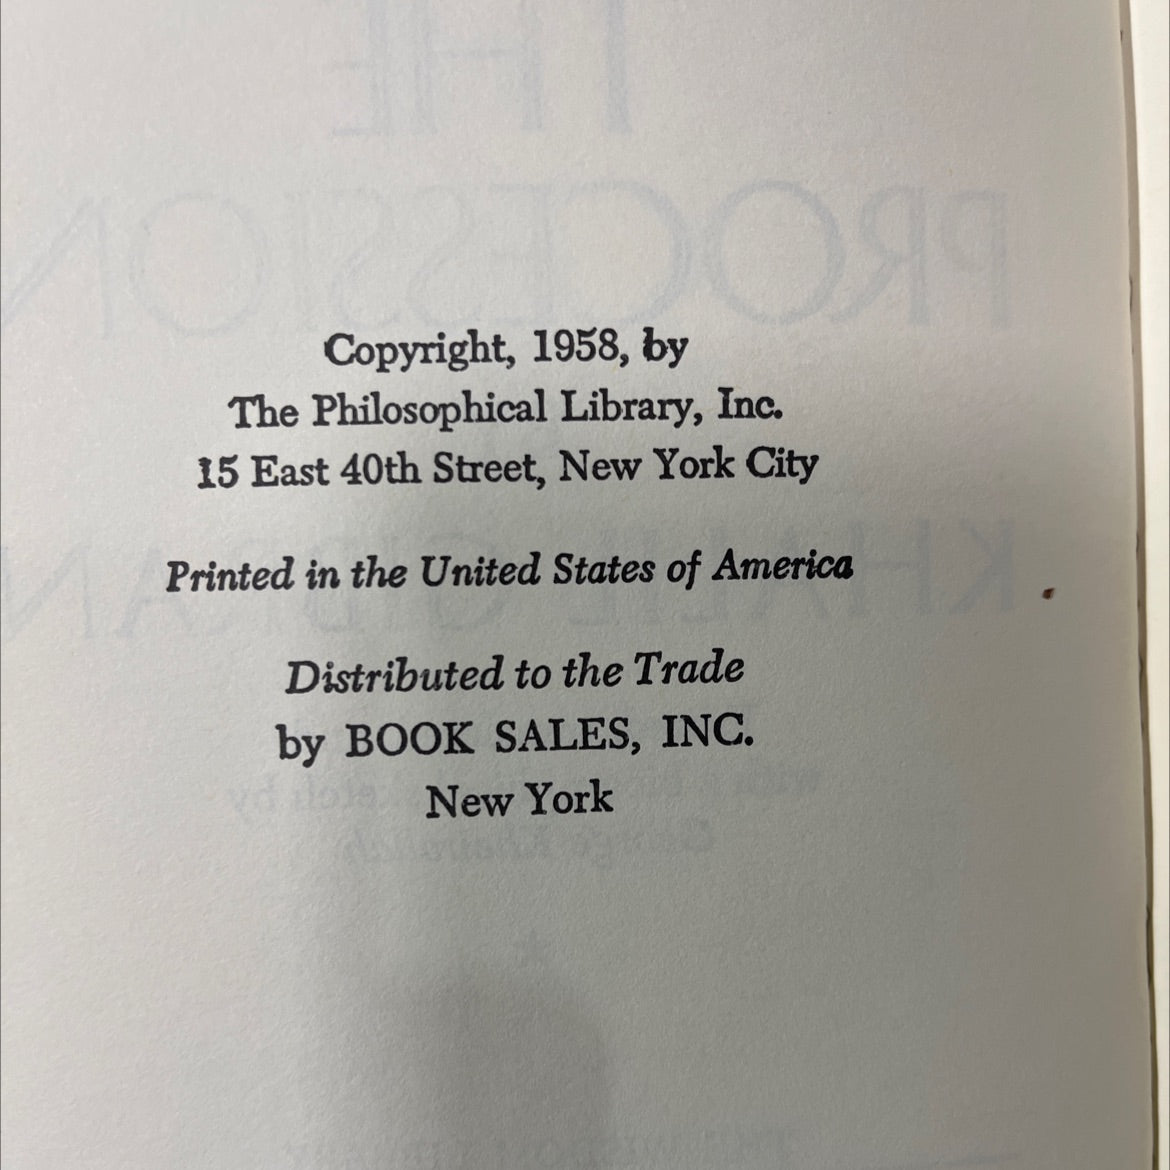 Copyright, 1958, by
The Philosophical Library, Inc.
15 East 40th Street, New York City
Printed in the United States of America
Distributed to the Trade
by BOOK SALES, INC.
New York